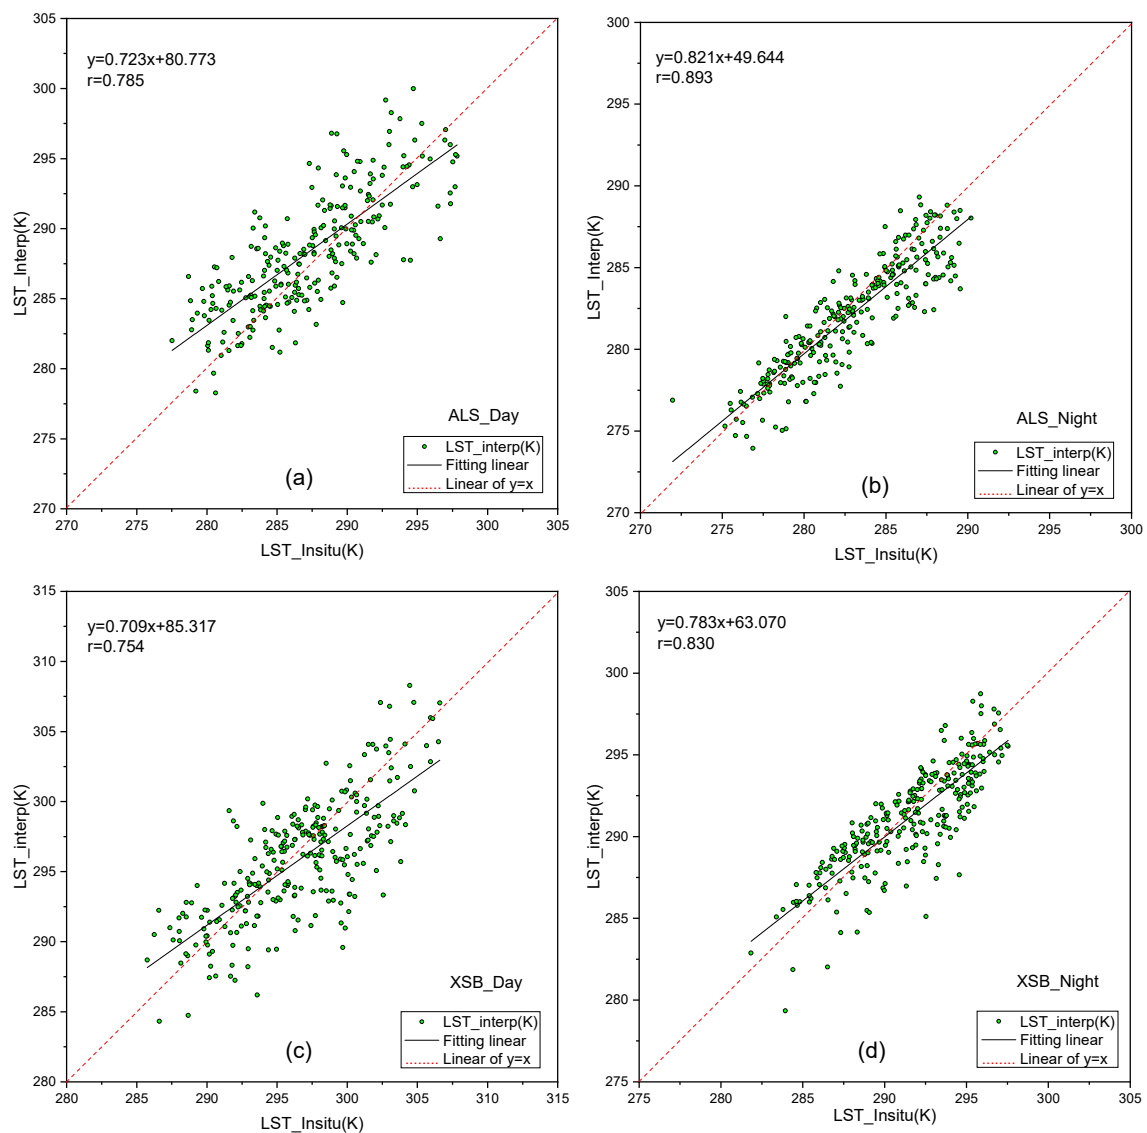 305
300
295
290
285
280
275
270
270 275 280 285 290 295 300 305
LST_Interp(K)
LST_Insitu(K)
y=0.723x+80.773
r=0.785
ALS_Day
LST_interp(K)
Fitting linear
Linear of y=x
(a)
300
295
290
285
280
275
270
270 275 280 285 290 295 300
LST_Interp(K)
LST_Insitu(K)
y=0.821x+49.644
r=0.893
ALS_Night
LST_interp(K)
Fitting linear
Linear of y=x
(b)
315
310
305
300
295
290
285
280
280 285 290 295 300 305 310 315
LST_interp(K)
LST_Insitu(K)
y=0.709x+85.317
r=0.754
XSB_Day
LST_interp(K)
Fitting linear
Linear of y=x
(c)
305
300
295
290
285
280
275
275 280 285 290 295 300 305
LST_interp(K)
LST_Insitu(K)
y=0.783x+63.070
r=0.830
XSB_Night
LST_interp(K)
Fitting linear
Linear of y=x
(d)